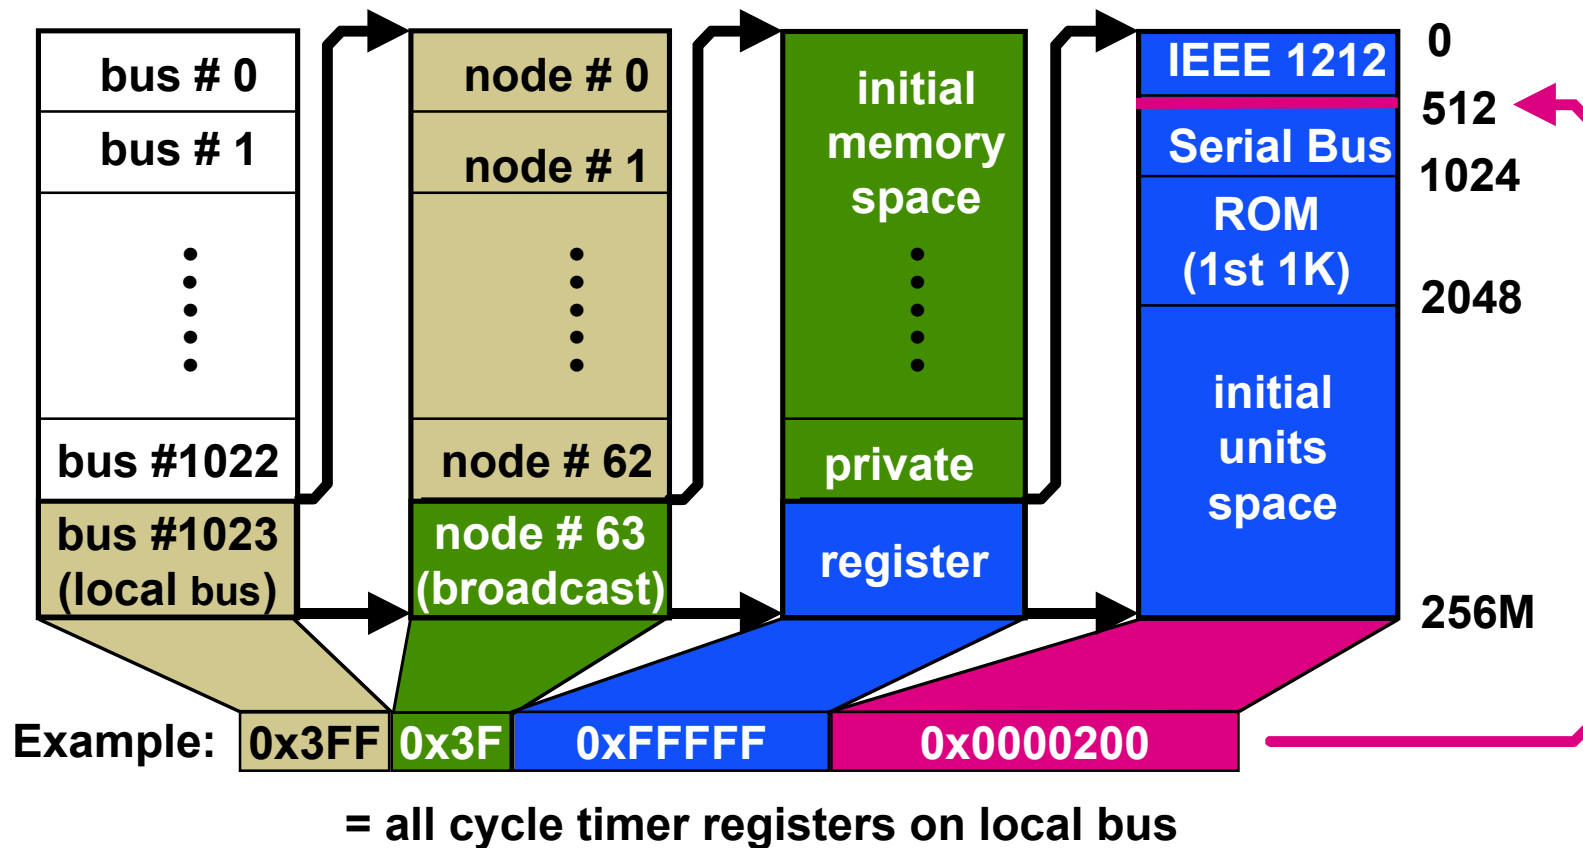 bus # 0
bus # 1
bus #1022
bus #1023
(local bus)
node # 0
node # 1
node # 62
node # 63
(broadcast)
initial
memory
space
private
register
IEEE 1212
Serial Bus
ROM
(1st 1K)
initial
units
space
0
512
1024
2048
256M
Example: 0x3FF 0x3F 0xFFFFF 0x0000200
= all cycle timer registers on local bus